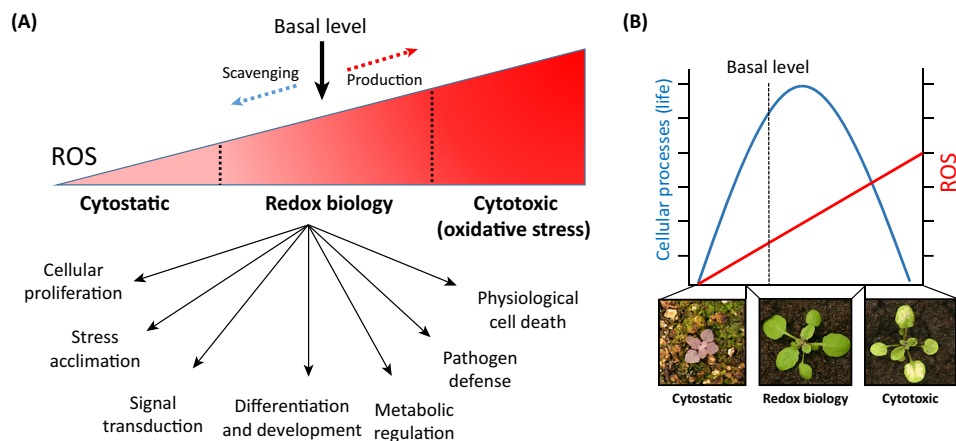 (A)
Basal level
Scavenging
Production
ROS
Cytostatic
Redox biology
Cytotoxic
(oxidative stress)
Cellular
proliferation
Stress
acclimation
Signal
transduction
Differentiation
and development
Metabolic
regulation
Pathogen
defense
Physiological
cell death
(B)
Basal level
Cellular processes (life)
ROS
Cytostatic
Redox biology
Cytotoxic